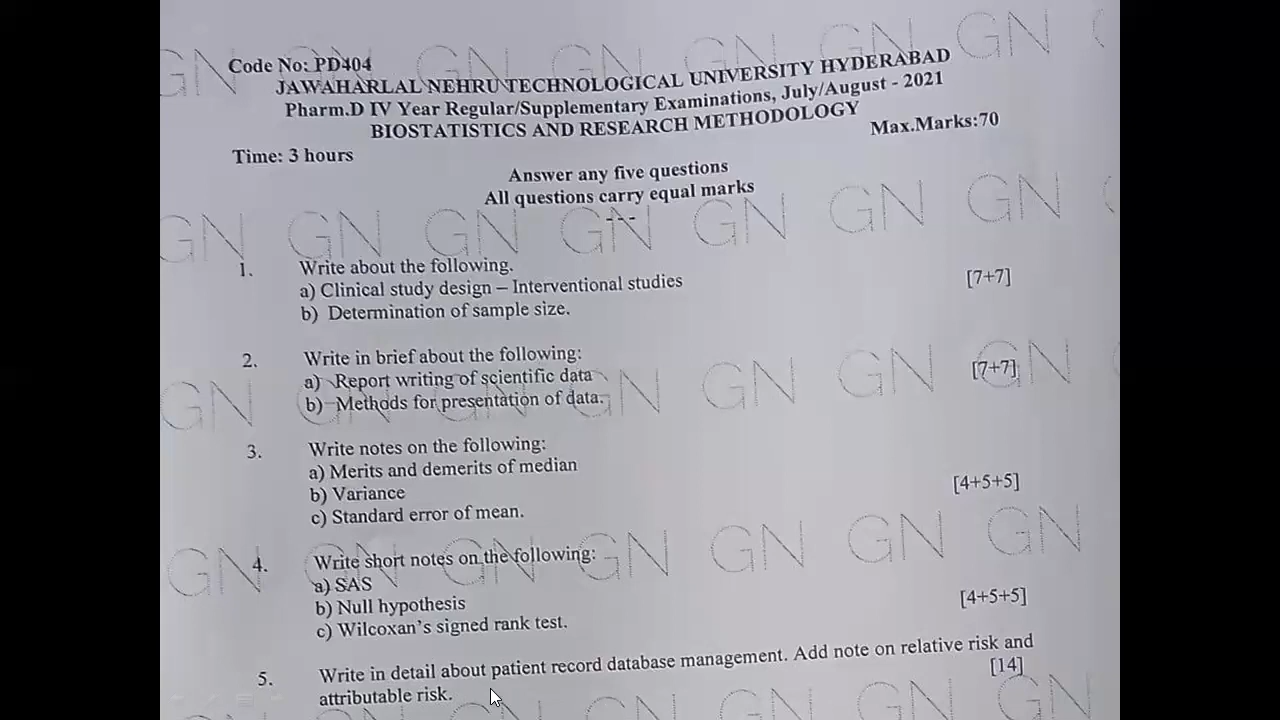 Code No: PD404
JAWAHARLAL NEHRU TECHNOLOGICAL UNIVERSITY HYDERABAD
Pharm.D IV Year Regular/Supplementary Examinations, July/August - 2021
BIOSTATISTICS AND RESEARCH METHODOLOGY
Time: 3 hours Max.Marks:70
Answer any five questions
All questions carry equal marks
---
1. Write about the following.
a) Clinical study design – Interventional studies [7+7]
b) Determination of sample size.
2. Write in brief about the following:
a) Report writing of scientific data [7+7]
b) Methods for presentation of data.
3. Write notes on the following:
a) Merits and demerits of median
b) Variance [4+5+5]
c) Standard error of mean.
4. Write short notes on the following:
a) SAS
b) Null hypothesis [4+5+5]
c) Wilcoxan's signed rank test.
5. Write in detail about patient record database management. Add note on relative risk and
attributable risk. [14]